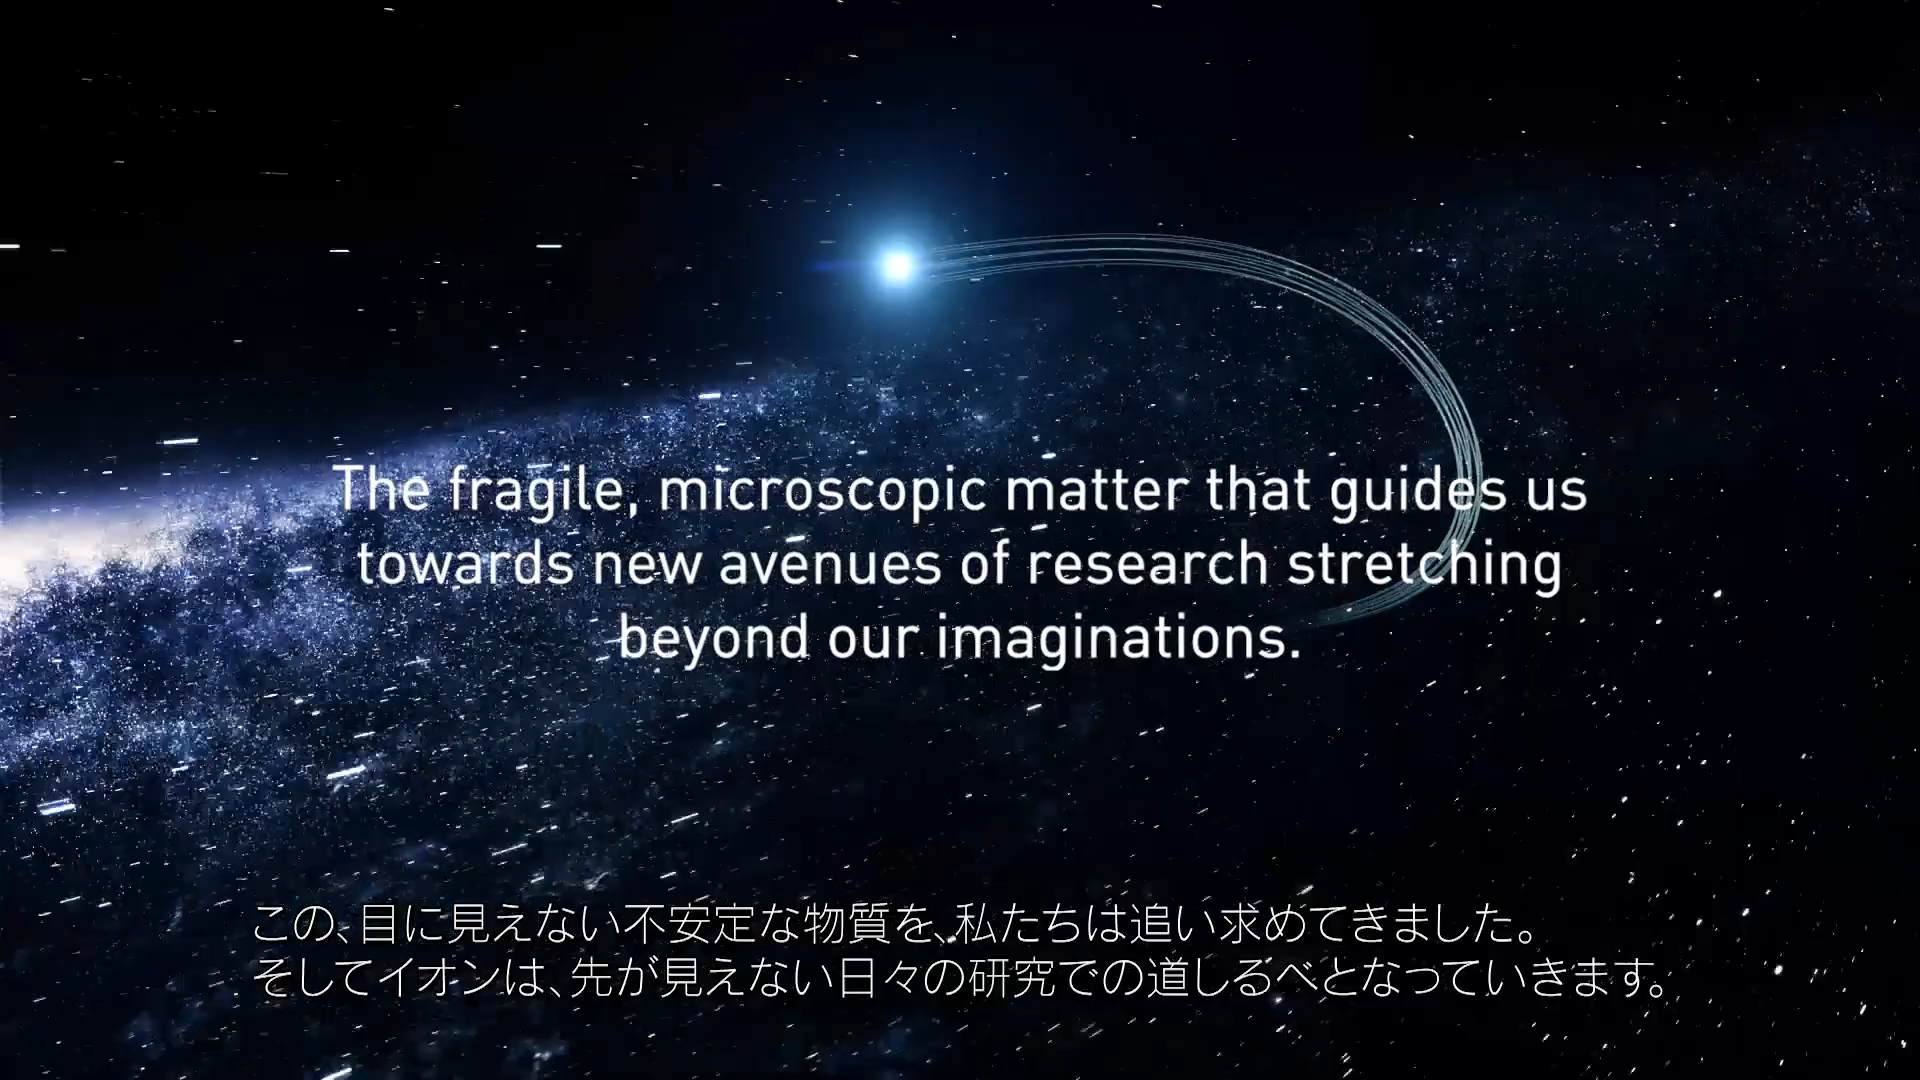 The fragile, microscopic matter that guides us
towards new avenues of research stretching
beyond our imaginations.
この、目に見えない不安定な物質を、私たちは追い求めてきました。
そしてイオンは、先が見えない日々の研究での道しるべとなっていきます。